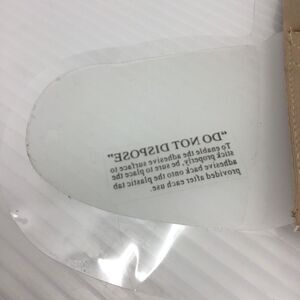 "DO NOT DISPOSE"
To enable the adhesive surface to
stick properly, be sure to place the
adhesive back onto the plastic tab
provided after each use.